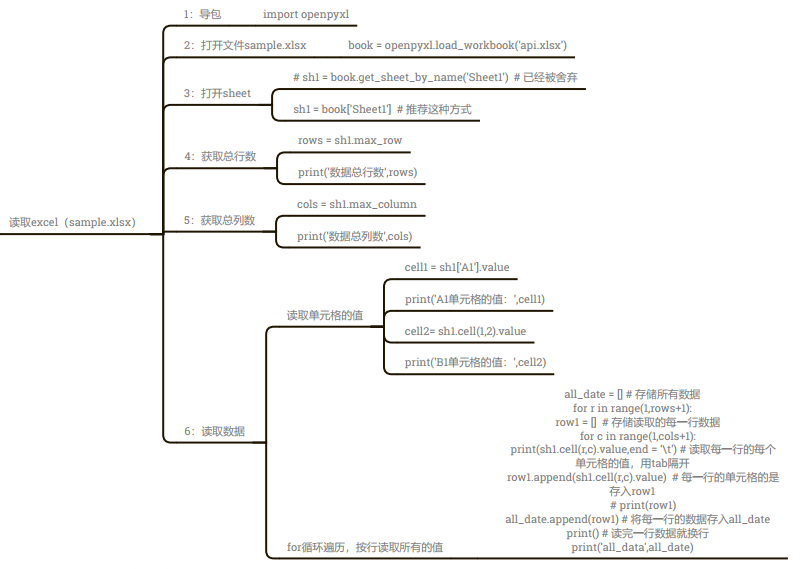 1：导包
import openpyxl
2：打开文件sample.xlsx
book = openpyxl.load_workbook('api.xlsx')
3：打开sheet
# sh1 = book.get_sheet_by_name('Sheet1')  # 已经被舍弃
sh1 = book['Sheet1']  # 推荐这种方式
4：获取总行数
rows = sh1.max_row
print('数据总行数',rows)
读取excel（sample.xlsx）
5：获取总列数
cols = sh1.max_column
print('数据总列数',cols)
6：读取数据
读取单元格的值
cell1 = sh1['A1'].value
print('A1单元格的值：',cell1)
cell2= sh1.cell(1,2).value
print('B1单元格的值：',cell2)
for循环遍历，按行读取所有的值
all_date = [] # 存储所有数据
for r in range(1,rows+1):
row1 = []  # 存储读取的每一行数据
for c in range(1,cols+1):
print(sh1.cell(r,c).value,end = '\t') # 读取每一行的每个
单元格的值，用tab隔开
row1.append(sh1.cell(r,c).value)  # 每一行的单元格的是
存入row1
# print(row1)
all_date.append(row1) # 将每一行的数据存入all_date
print() # 读完一行数据就换行
print('all_data',all_date)